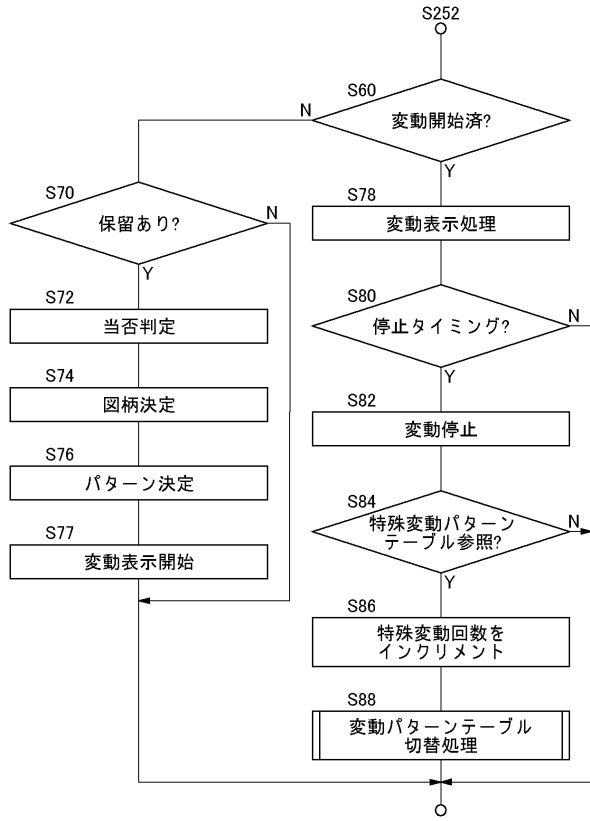 S252
S60
変動開始済?
N
Y
S70
保留あり?
N
Y
S72
当否判定
S74
図柄決定
S76
パターン決定
S77
変動表示開始
S78
変動表示処理
S80
停止タイミング?
N
Y
S82
変動停止
S84
特殊変動パターン
テーブル参照?
N
Y
S86
特殊変動回数を
インクリメント
S88
変動パターンテーブル
切替処理